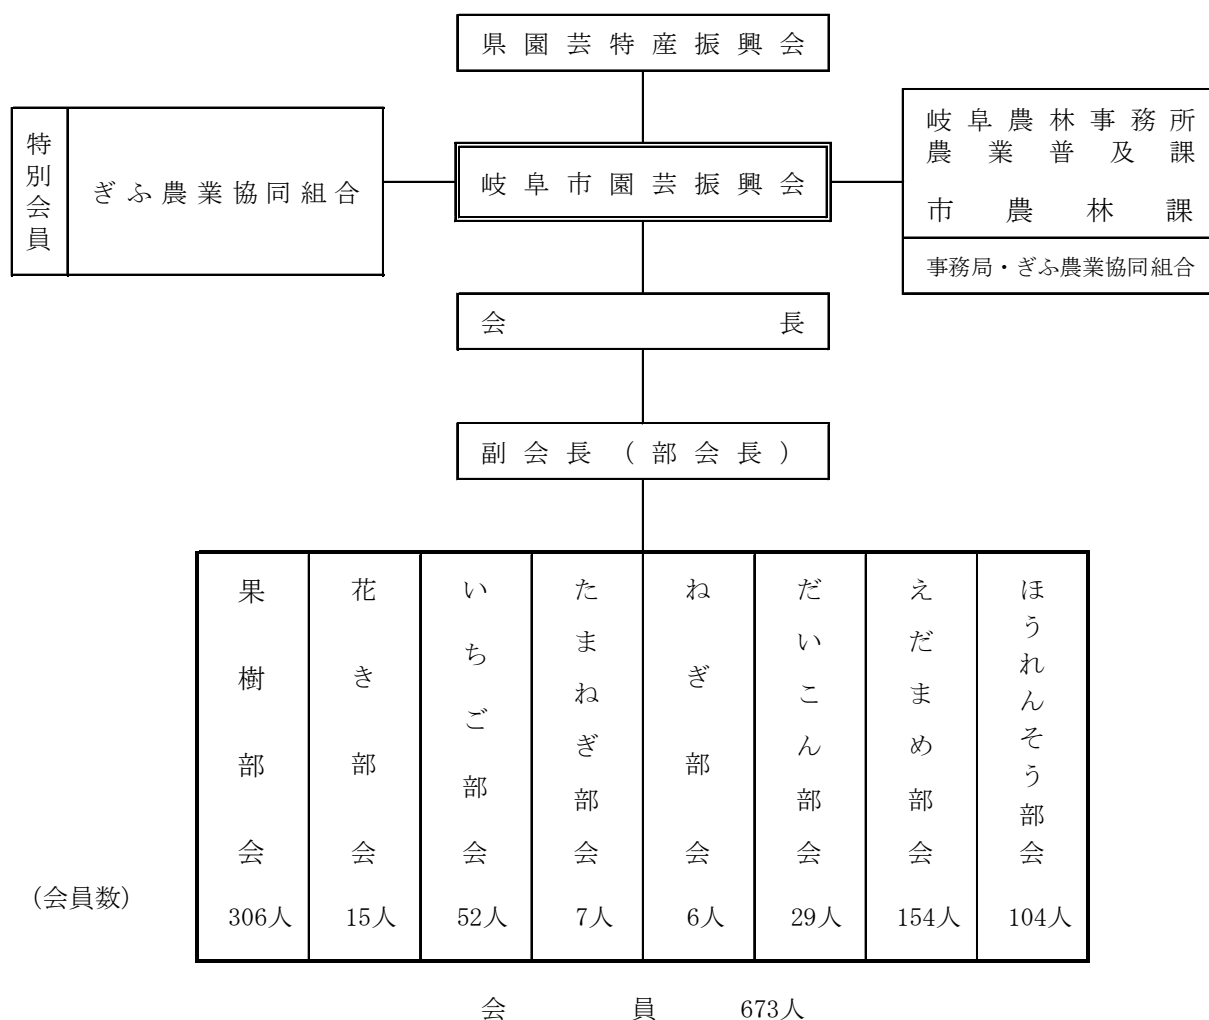 県園芸特産振興会
特別会員
ぎふ農業協同組合
岐阜市園芸振興会
岐阜農林事務所
農業普及課
市農林課
事務局・ぎふ農業協同組合
会長
副会長（部会長）
果樹部会
花き部会
いちご部会
たまねぎ部会
ねぎ部会
だいこん部会
えだまめ部会
ほうれんそう部会
(会員数)
306人
15人
52人
7人
6人
29人
154人
104人
会員 673人